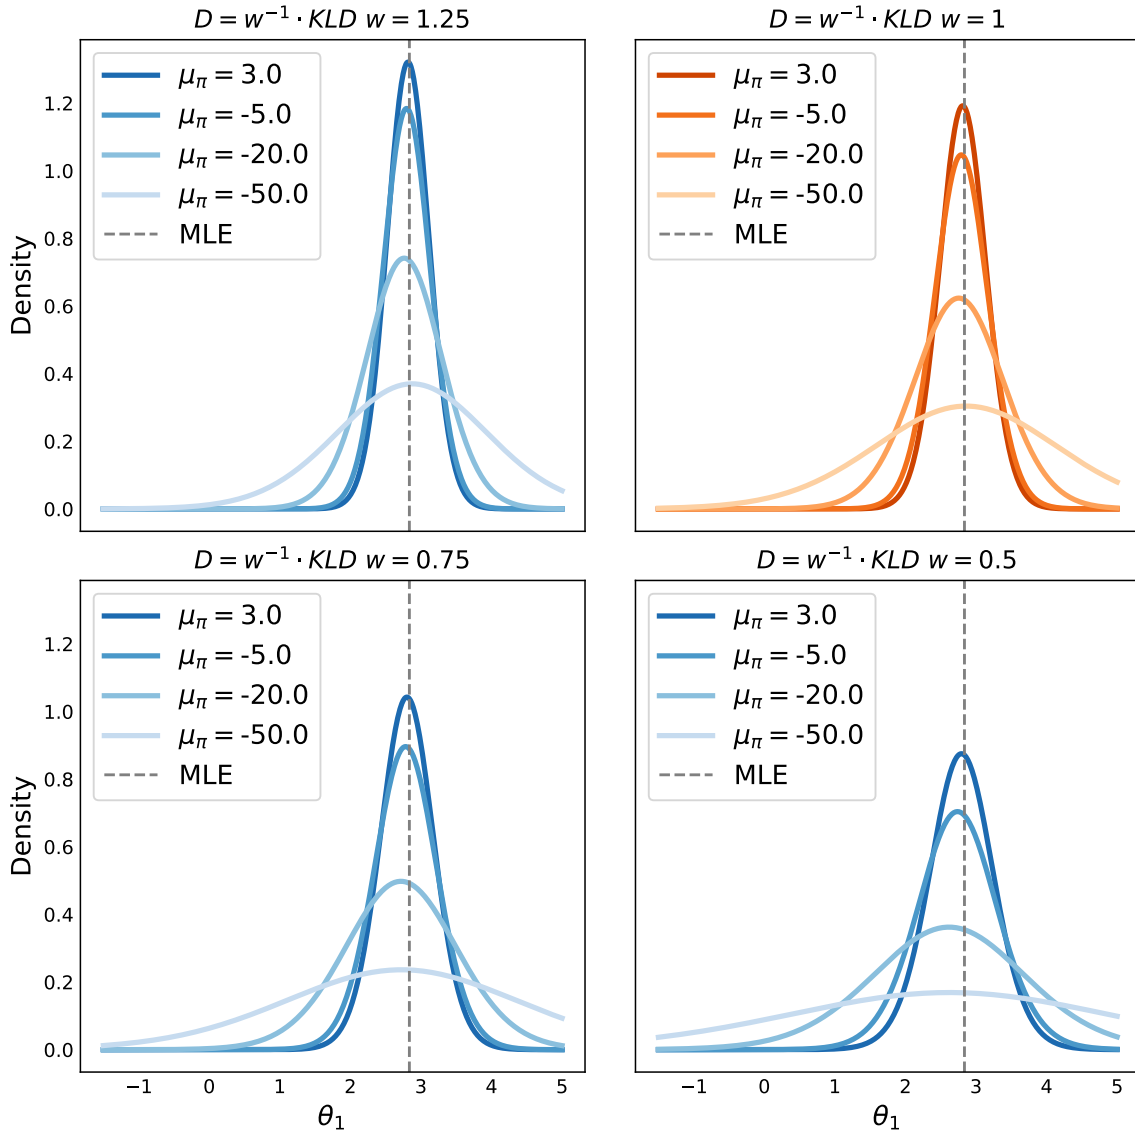 D = w⁻¹ · KLD w = 1.25
μπ = 3.0
μπ = -5.0
μπ = -20.0
μπ = -50.0
MLE
Density
1.2
1.0
0.8
0.6
0.4
0.2
0.0
D = w⁻¹ · KLD w = 1
μπ = 3.0
μπ = -5.0
μπ = -20.0
μπ = -50.0
MLE
D = w⁻¹ · KLD w = 0.75
μπ = 3.0
μπ = -5.0
μπ = -20.0
μπ = -50.0
MLE
Density
1.2
1.0
0.8
0.6
0.4
0.2
0.0
−1 0 1 2 3 4 5
θ₁
D = w⁻¹ · KLD w = 0.5
μπ = 3.0
μπ = -5.0
μπ = -20.0
μπ = -50.0
MLE
−1 0 1 2 3 4 5
θ₁